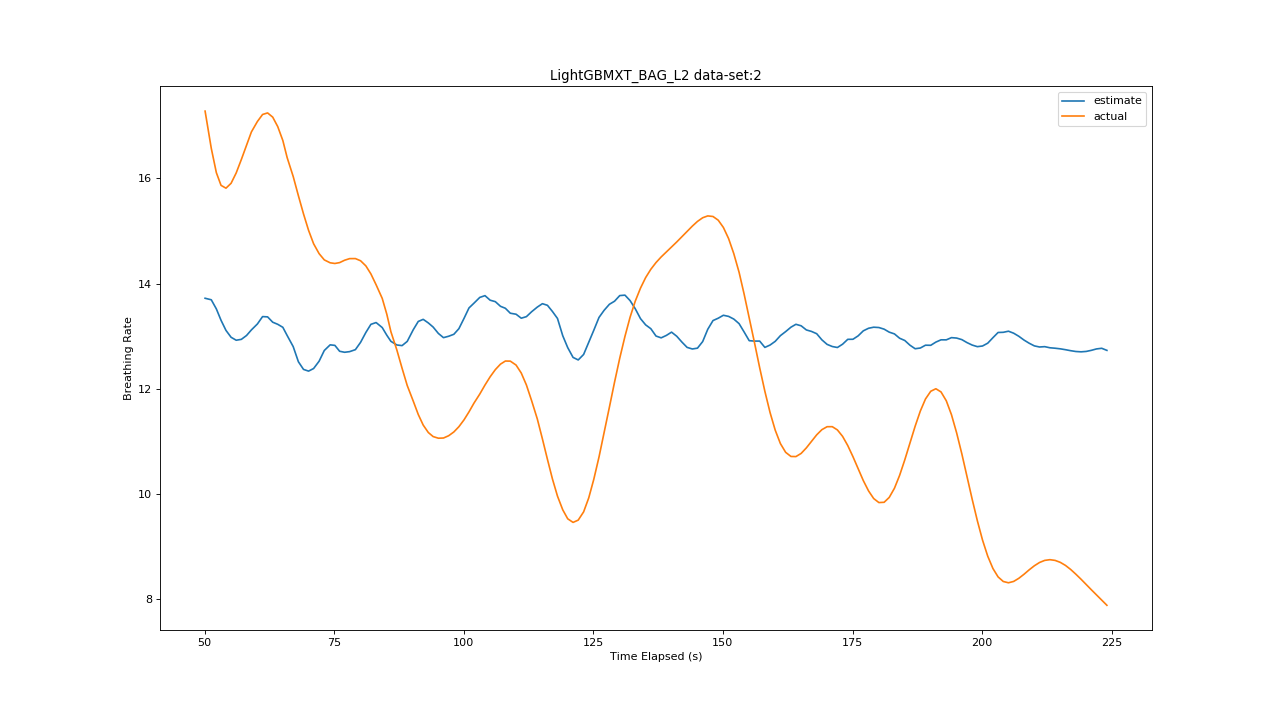 LightGBMXT_BAG_L2 data-set:2
estimate
actual
Breathing Rate
16
14
12
10
8
50 75 100 125 150 175 200 225
Time Elapsed (s)